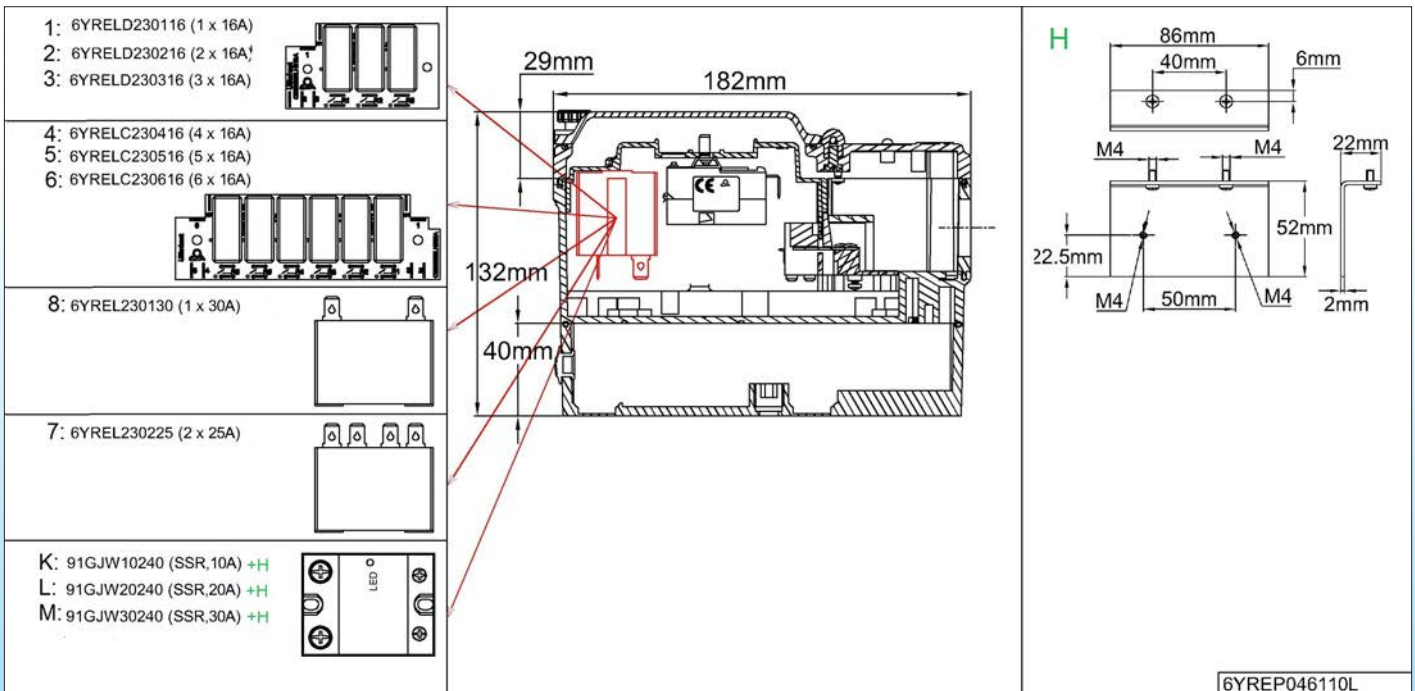 1: 6YRELD230116 (1 x 16A)
2: 6YRELD230216 (2 x 16A)
3: 6YRELD230316 (3 x 16A)
4: 6YRELC230416 (4 x 16A)
5: 6YRELC230516 (5 x 16A)
6: 6YRELC230616 (6 x 16A)
8: 6YREL230130 (1 x 30A)
7: 6YREL230225 (2 x 25A)
K: 91GJW10240 (SSR,10A) +H
L: 91GJW20240 (SSR,20A) +H
M: 91GJW30240 (SSR,30A) +H
LED
29mm
182mm
CE
132mm
40mm
H
86mm
40mm
6mm
M4
M4
22mm
52mm
22.5mm
M4
50mm
M4
2mm
6YREP046110L